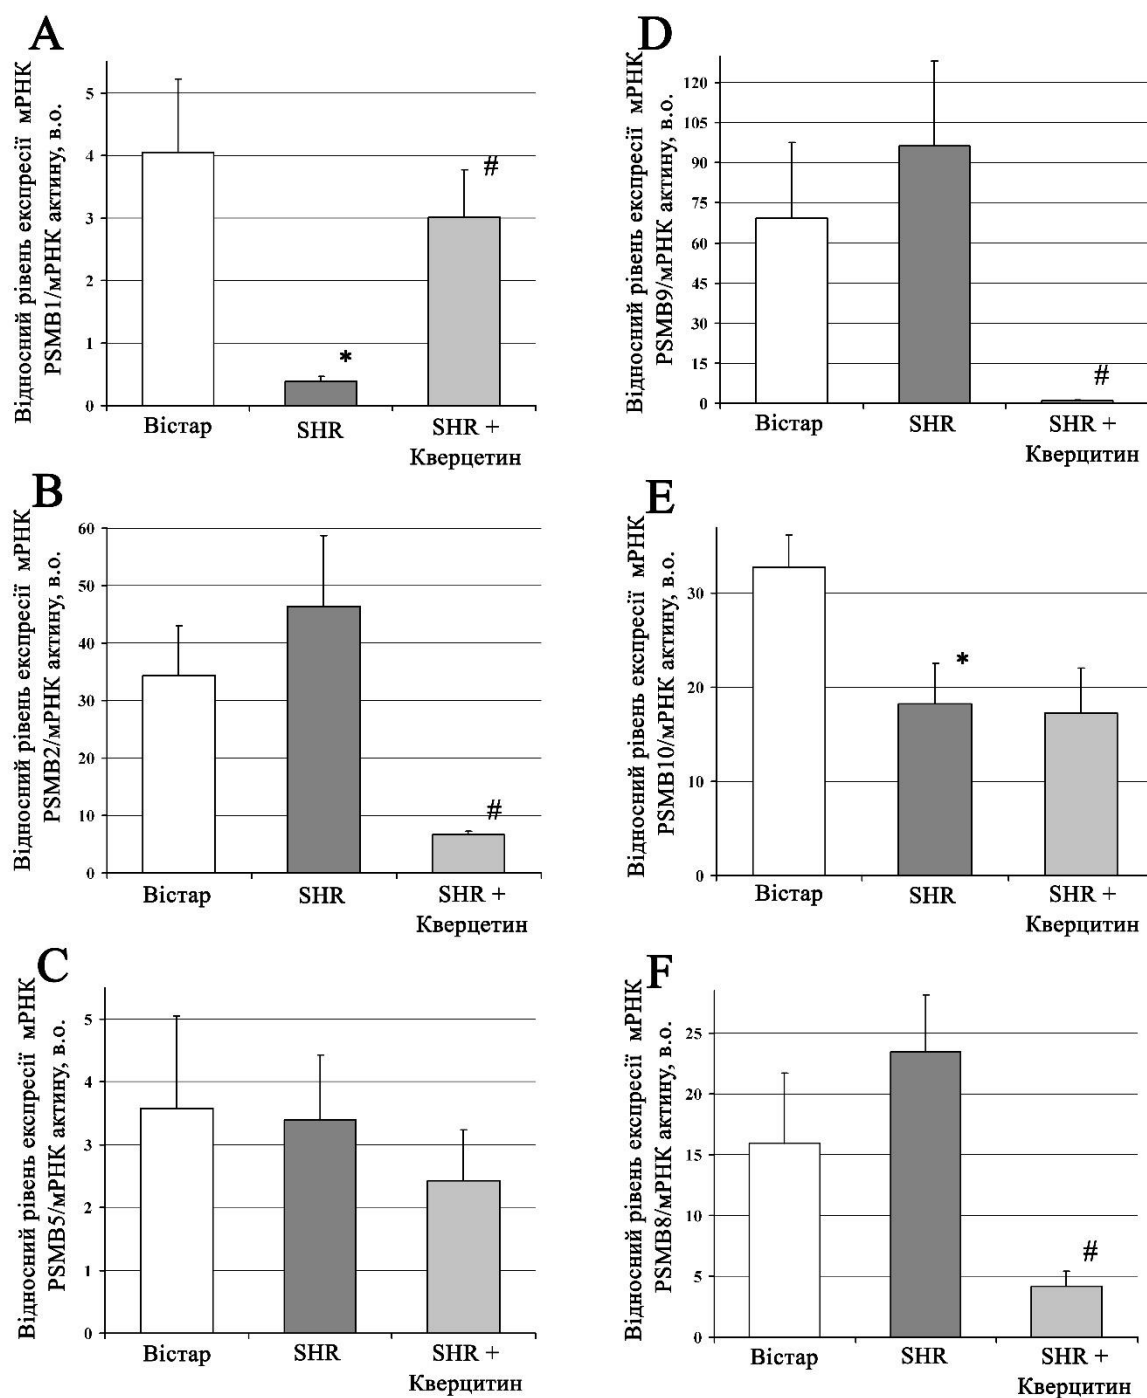 A
Відносний рівень експресії мРНК
PSMB1/мРНК актину, в.о.
5
4
3
2
1
0
*
#
Вістар
SHR
SHR +
Кверцетин
B
Відносний рівень експресії мРНК
PSMB2/мРНК актину, в.о.
60
50
40
30
20
10
0
#
Вістар
SHR
SHR +
Кверцетин
C
Відносний рівень експресії мРНК
PSMB5/мРНК актину, в.о.
5
4
3
2
1
0
Вістар
SHR
SHR +
Кверцитин
D
Відносний рівень експресії мРНК
PSMB9/мРНК актину, в.о.
120
105
90
75
60
45
30
15
0
#
Вістар
SHR
SHR +
Кверцитин
E
Відносний рівень експресії мРНК
PSMB10/мРНК актину, в.о.
30
20
10
0
*
Вістар
SHR
SHR +
Кверцитин
F
Відносний рівень експресії мРНК
PSMB8/мРНК актину, в.о.
25
20
15
10
5
0
#
Вістар
SHR
SHR +
Кверцитин